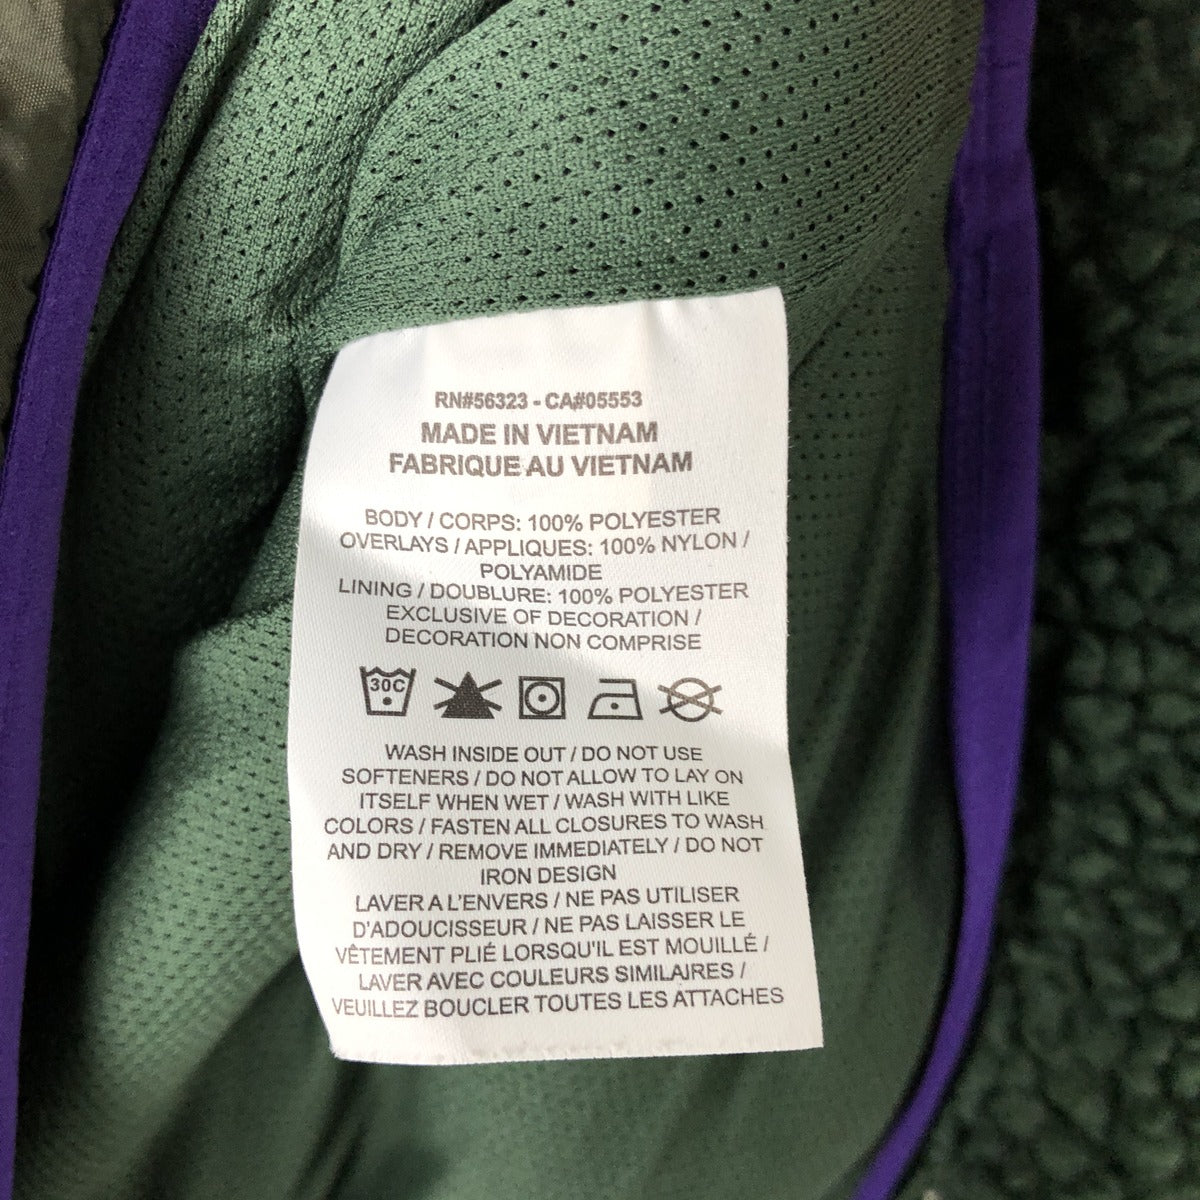 RN#56323 - CA#05553
MADE IN VIETNAM
FABRIQUE AU VIETNAM
BODY / CORPS: 100% POLYESTER
OVERLAYS / APPLIQUES: 100% NYLON /
POLYAMIDE
LINING / DOUBLURE: 100% POLYESTER
EXCLUSIVE OF DECORATION /
DECORATION NON COMPRISE
30C
WASH INSIDE OUT / DO NOT USE
SOFTENERS / DO NOT ALLOW TO LAY ON
ITSELF WHEN WET / WASH WITH LIKE
COLORS / FASTEN ALL CLOSURES TO WASH
AND DRY / REMOVE IMMEDIATELY / DO NOT
IRON DESIGN
LAVER A L'ENVERS / NE PAS UTILISER
D'ADOUCISSEUR / NE PAS LAISSER LE
VÊTEMENT PLIÉ LORSQU'IL EST MOUILLÉ /
LAVER AVEC COULEURS SIMILAIRES /
VEUILLEZ BOUCLER TOUTES LES ATTACHES